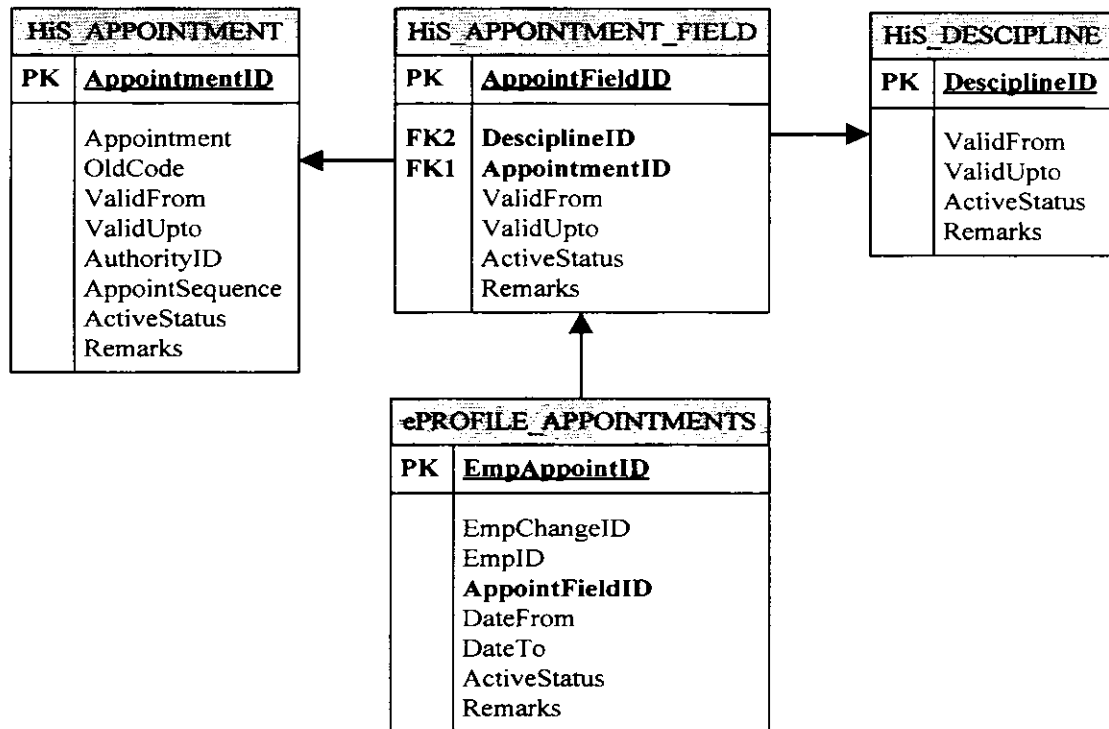 HiS_APPOINTMENT
PK AppointmentID
Appointment
OldCode
ValidFrom
ValidUpto
AuthorityID
AppointSequence
ActiveStatus
Remarks
HiS_APPOINTMENT_FIELD
PK AppointFieldID
FK2 DesciplineID
FK1 AppointmentID
ValidFrom
ValidUpto
ActiveStatus
Remarks
HiS_DESCIPLINE
PK DesciplineID
ValidFrom
ValidUpto
ActiveStatus
Remarks
ePROFILE_APPOINTMENTS
PK EmpAppointID
EmpChangeID
EmpID
AppointFieldID
DateFrom
DateTo
ActiveStatus
Remarks